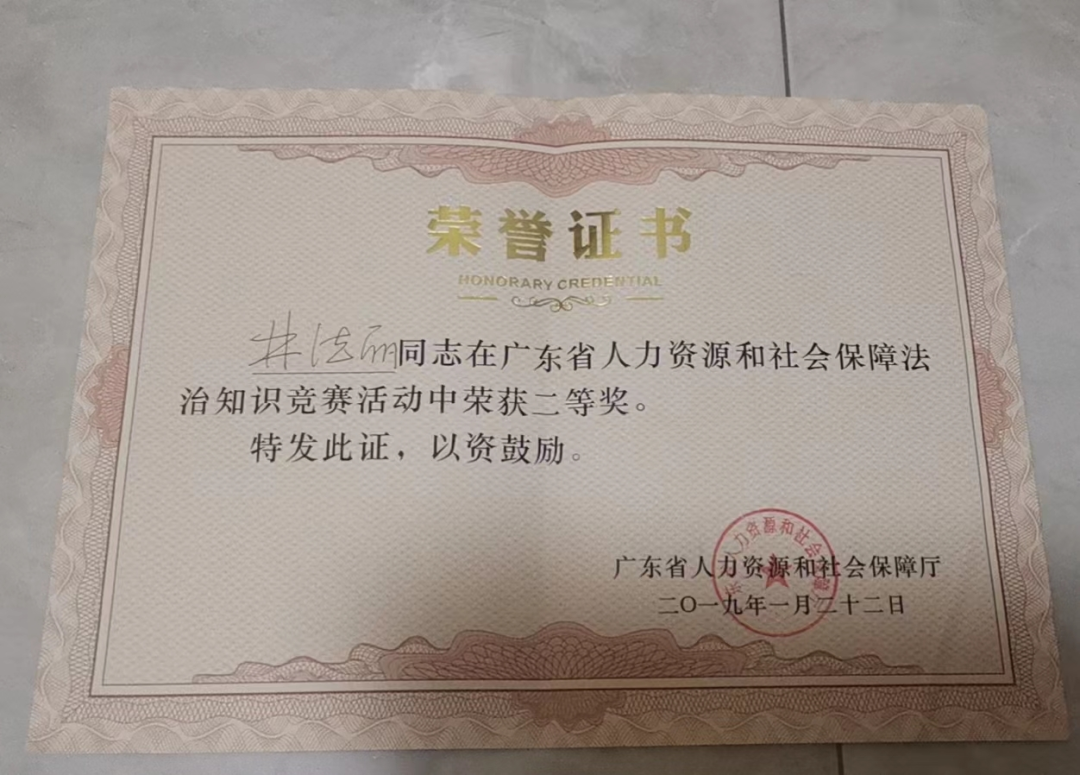 荣誉证书
HONORARY CREDENTIAL
林法丽同志在广东省人力资源和社会保障法
治知识竞赛活动中荣获二等奖。
特发此证，以资鼓励。
广东省人力资源和社会保障厅
二〇一九年一月二十二日